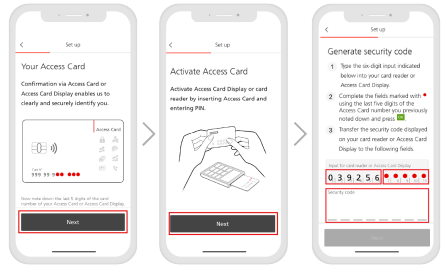 Set up
Your Access Card
Confirmation via Access Card or
Access Card Display enables us to
clearly and securely identify you.
Access Card
Card n°
999 99 9
Now note down the last 5 digits of the card
number of your Access Card or Access Card Display
Next
Set up
Activate Access Card
Activate Access Card Display or card
reader by inserting Access Card and
entering PIN.
Next
Set up
Generate security code
1 Type the six-digit input indicated
below into your card reader or
Access Card Display.
2 Complete the fields marked with
using the last five digits of the
Access Card number you previously
noted down and press OK
3 Transfer the security code displayed
on your card reader or Access Card
Display to the following fields.
Input for card reader or Access Card Display
0 3 9 2 5 6
Security code
Next